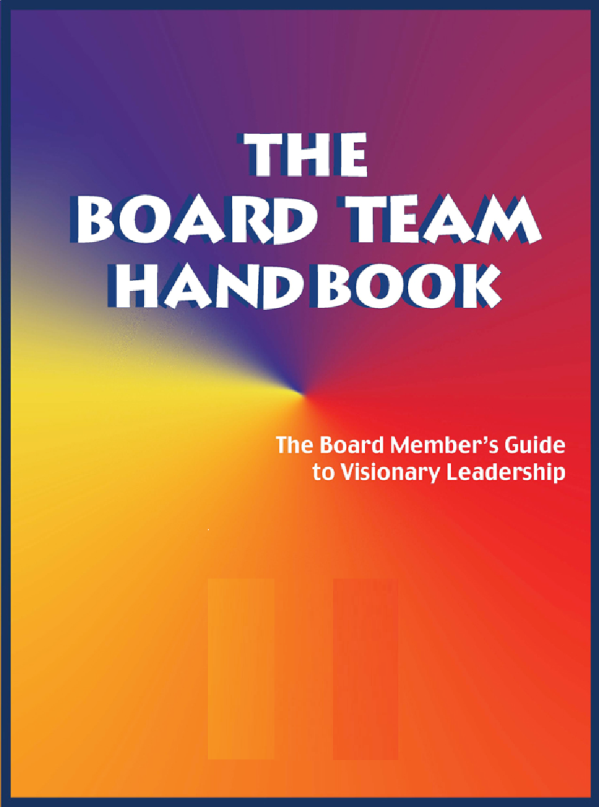 THE
BOARD TEAM
HANDBOOK
The Board Member's Guide
to Visionary Leadership